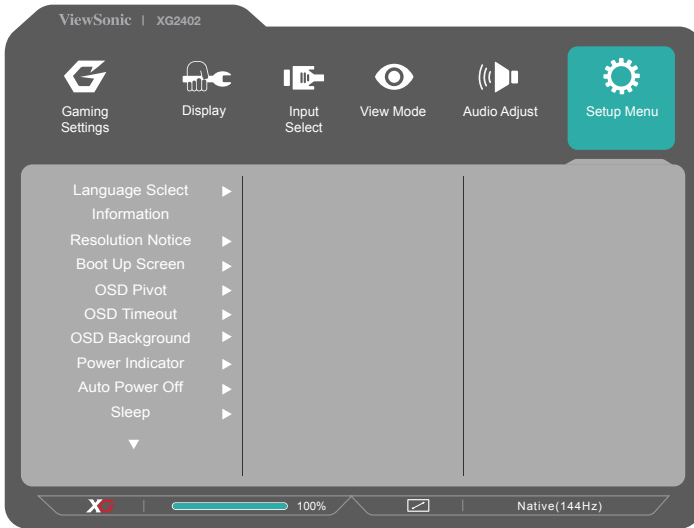 ViewSonic | XG2402
Gaming
Settings
Display
Input
Select
View Mode
Audio Adjust
Setup Menu
Language Sclect
Information
Resolution Notice
Boot Up Screen
OSD Pivot
OSD Timeout
OSD Background
Power Indicator
Auto Power Off
Sleep
XG
100%
Native(144Hz)